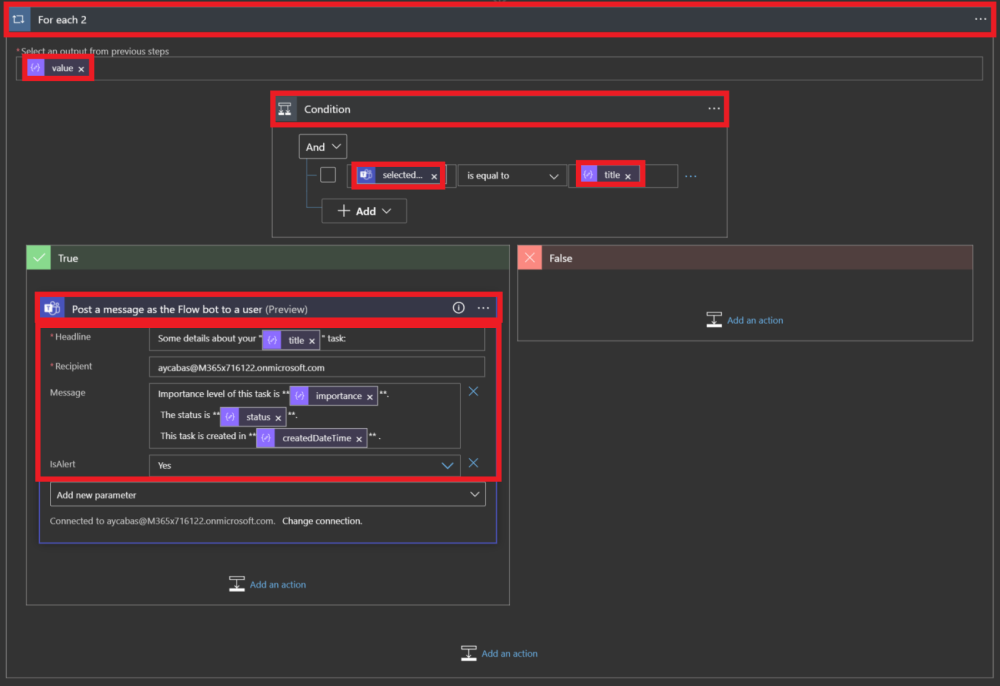 For each 2
...
* Select an output from previous steps
value x
Condition
...
And
selected... x
is equal to
title x
...
+ Add
True
False
Post a message as the Flow bot to a user (Preview)
...
Add an action
* Headline
Some details about your " title x " task:
* Recipient
aycabas@M365x716122.onmicrosoft.com
Message
Importance level of this task is ** importance x **.
The status is ** status x **.
This task is created in ** createdDateTime x ** .
IsAlert
Yes
Add new parameter
Connected to aycabas@M365x716122.onmicrosoft.com. Change connection.
Add an action
Add an action